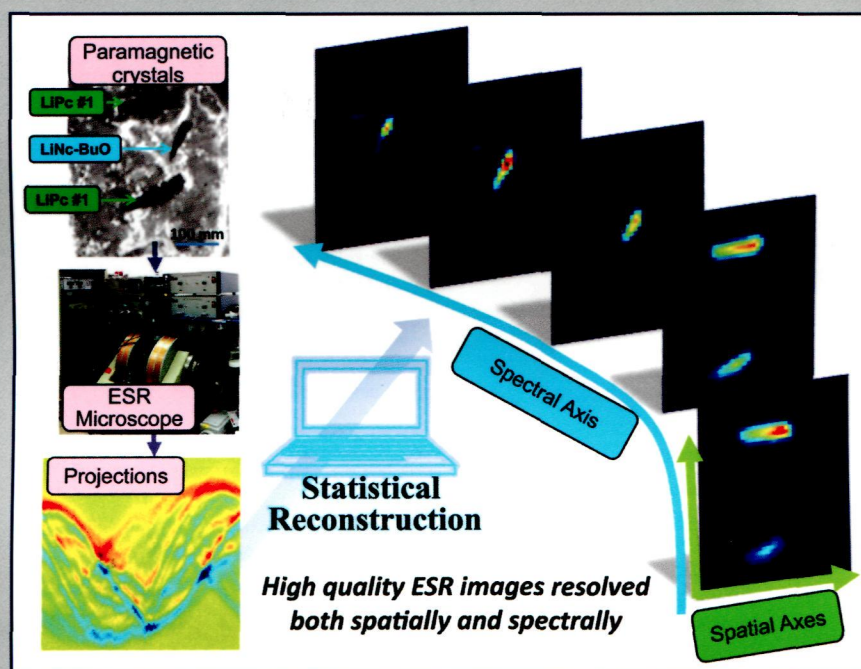 Paramagnetic
crystals
LiPc #1
LiNc-BuO
LiPc #1
100 mm
ESR
Microscope
Projections
Statistical
Reconstruction
High quality ESR images resolved
both spatially and spectrally
Spectral Axis
Spatial Axes